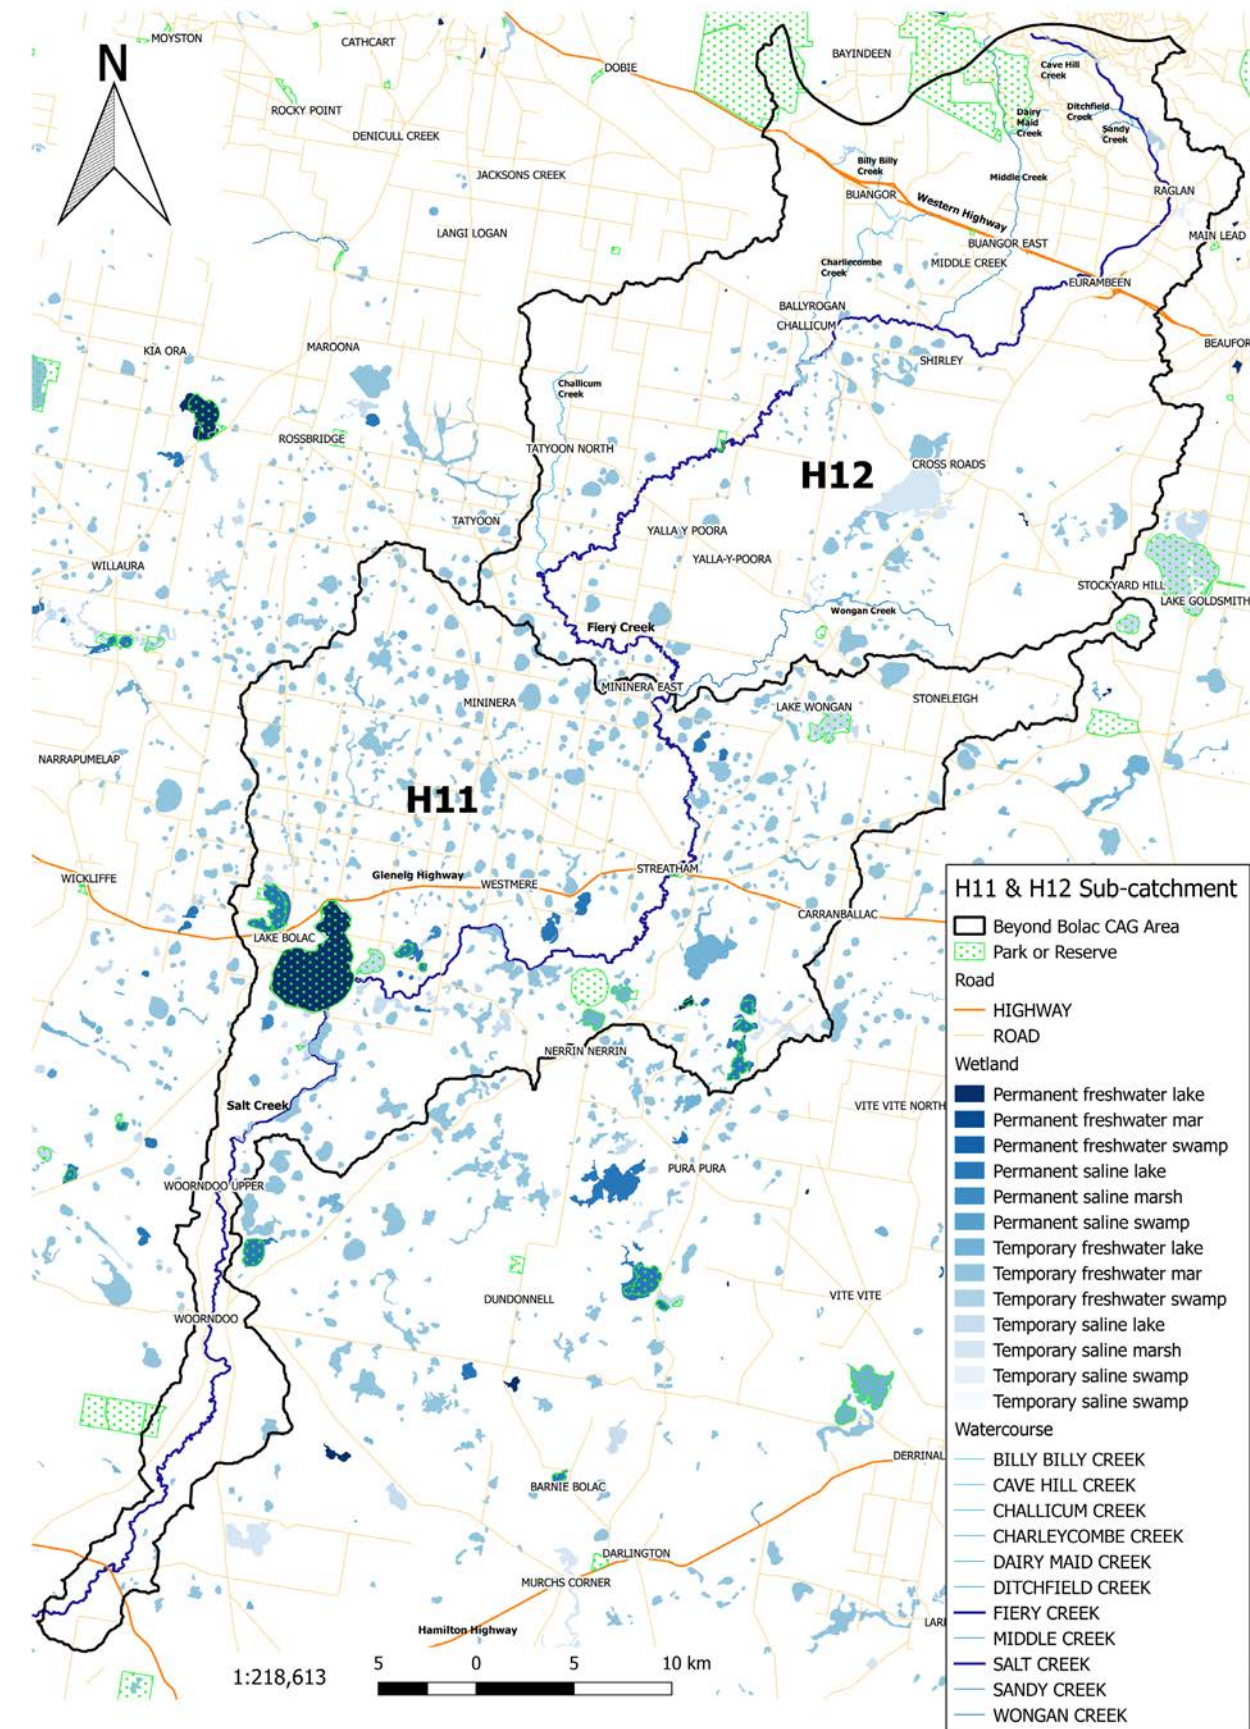 N
MOYSTON
CATHCART
DOBIE
BAYINDEEN
Cave Hill
Creek
ROCKY POINT
DENICULL CREEK
Dairy
Maid
Creek
Ditchfield
Creek
Sandy
Creek
JACKSONS CREEK
Billy Billy
Creek
Middle Creek
BUANGOR
Western Highway
RAGLAN
LANGI LOGAN
BUANGOR EAST
MAIN LEAD
Charliecombe
Creek
MIDDLE CREEK
EURAMBEEN
BALLYROGAN
CHALLICUM
KIA ORA
MAROONA
SHIRLEY
BEAUFOR
Challicum
Creek
ROSSBRIDGE
TATYOON NORTH
H12
CROSS ROADS
TATYOON
YALLA Y POORA
YALLA-Y-POORA
WILLAURA
STOCKYARD HILL
LAKE GOLDSMITH
Wongan Creek
Fiery Creek
MININERA EAST
MININERA
LAKE WONGAN
STONELEIGH
NARRAPUMELAP
H11
STREATHAM
Glenelg Highway
WESTMERE
WICKLIFFE
CARRANBALLAC
LAKE BOLAC
NERRIN NERRIN
Salt Creek
VITE VITE NORTH
PURA PURA
WOORNDOO UPPER
DUNDONNELL
VITE VITE
WOORNDOO
DERRINAL
BARNIE BOLAC
DARLINGTON
MURCHS CORNER
LARI
Hamilton Highway
1:218,613
5 0 5 10 km
H11 & H12 Sub-catchment
Beyond Bolac CAG Area
Park or Reserve
Road
HIGHWAY
ROAD
Wetland
Permanent freshwater lake
Permanent freshwater mar
Permanent freshwater swamp
Permanent saline lake
Permanent saline marsh
Permanent saline swamp
Temporary freshwater lake
Temporary freshwater mar
Temporary freshwater swamp
Temporary saline lake
Temporary saline marsh
Temporary saline swamp
Temporary saline swamp
Watercourse
BILLY BILLY CREEK
CAVE HILL CREEK
CHALLICUM CREEK
CHARLEYCOMBE CREEK
DAIRY MAID CREEK
DITCHFIELD CREEK
FIERY CREEK
MIDDLE CREEK
SALT CREEK
SANDY CREEK
WONGAN CREEK